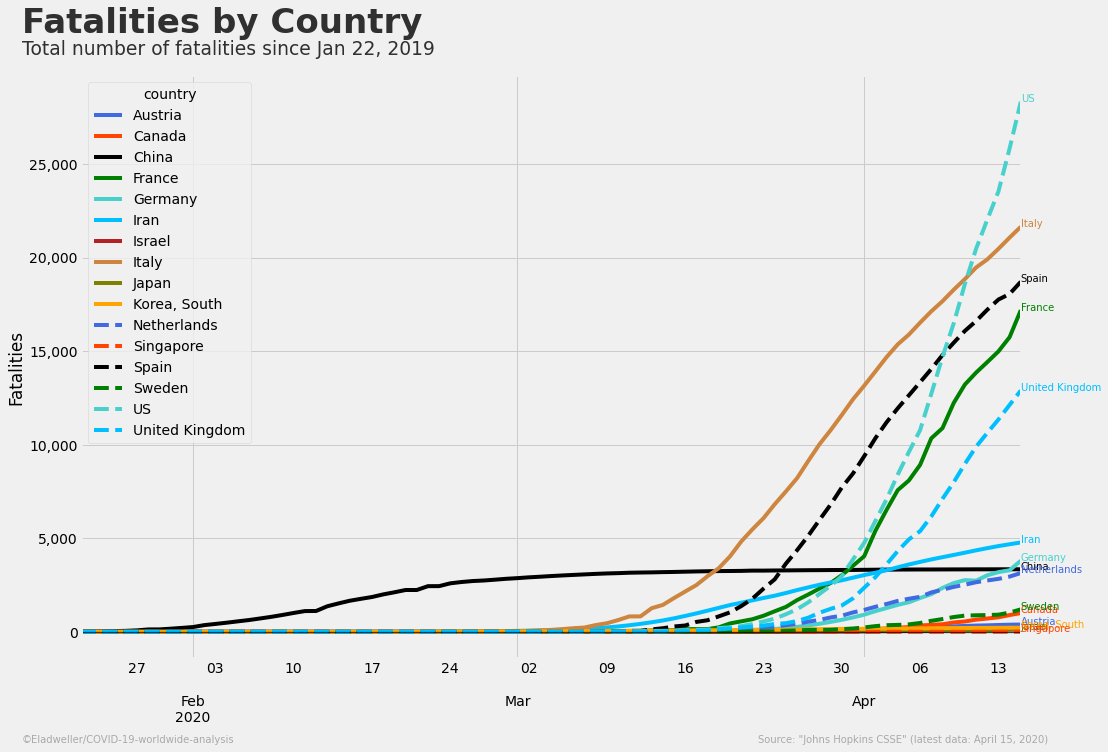 Fatalities by Country
Total number of fatalities since Jan 22, 2019
country
Austria
Canada
China
France
Germany
Iran
Israel
Italy
Japan
Korea, South
Netherlands
Singapore
Spain
Sweden
US
United Kingdom
Fatalities
25,000
20,000
15,000
10,000
5,000
0
US
Italy
Spain
France
United Kingdom
Iran
Germany
China
Netherlands
Sweden
Canada
Austria
South
Singapore
27
03
10
17
24
02
09
16
23
30
06
13
Feb
2020
Mar
Apr
©Eladweller/COVID-19-worldwide-analysis
Source: "Johns Hopkins CSSE" (latest data: April 15, 2020)